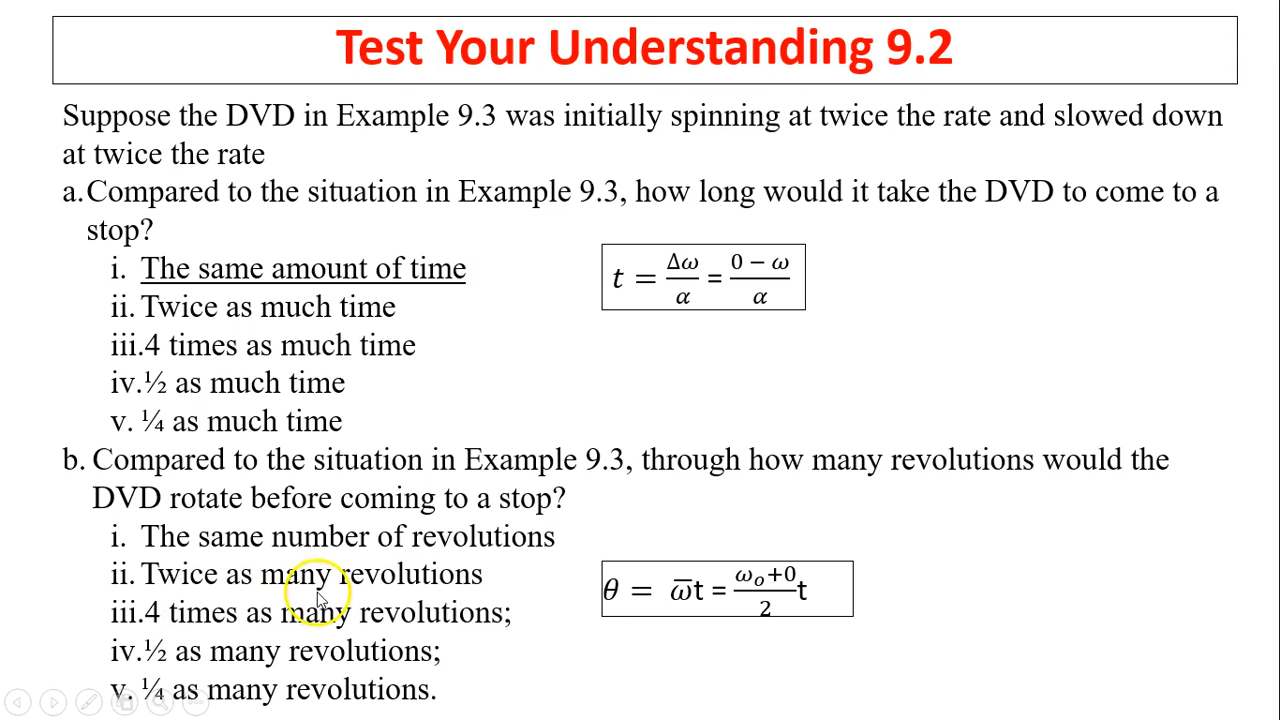 Test Your Understanding 9.2
Suppose the DVD in Example 9.3 was initially spinning at twice the rate and slowed down
at twice the rate
a.Compared to the situation in Example 9.3, how long would it take the DVD to come to a
stop?
i. The same amount of time
t = Δω/α = 0 − ω/α
ii. Twice as much time
iii.4 times as much time
iv.½ as much time
v. ¼ as much time
b. Compared to the situation in Example 9.3, through how many revolutions would the
DVD rotate before coming to a stop?
i. The same number of revolutions
ii. Twice as many revolutions
θ = ω̅t = ωₒ+0/2 t
iii.4 times as many revolutions;
iv.½ as many revolutions;
v. ¼ as many revolutions.